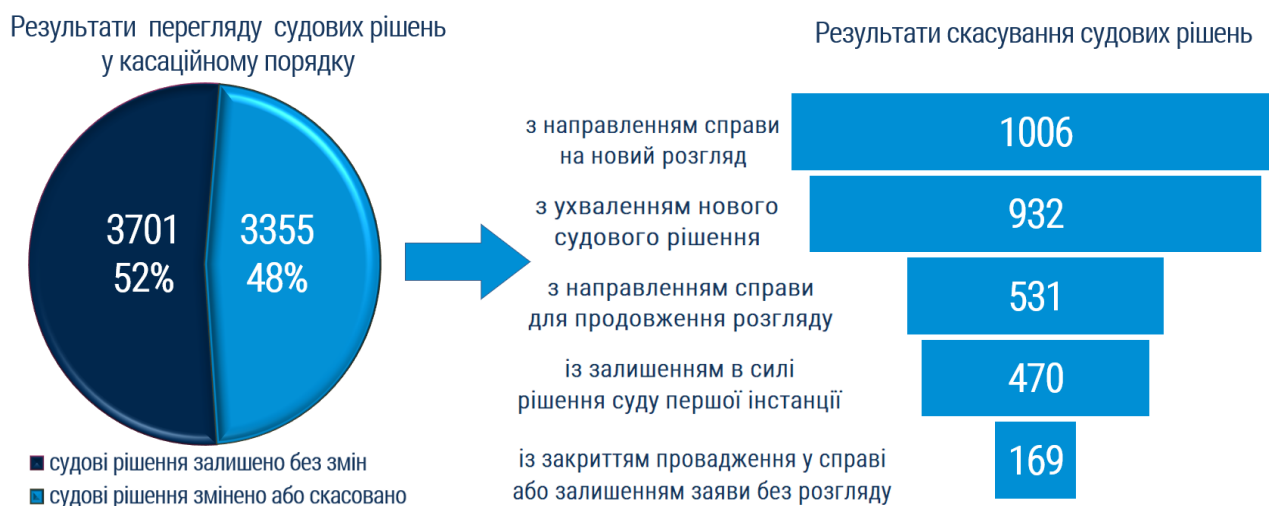 Результати перегляду судових рішень
у касаційному порядку
3701
52%
3355
48%
судові рішення залишено без змін
судові рішення змінено або скасовано
Результати скасування судових рішень
з направленням справи
на новий розгляд
1006
з ухваленням нового
судового рішення
932
з направленням справи
для продовження розгляду
531
із залишенням в силі
рішення суду першої інстанції
470
із закриттям провадження у справі
або залишенням заяви без розгляду
169